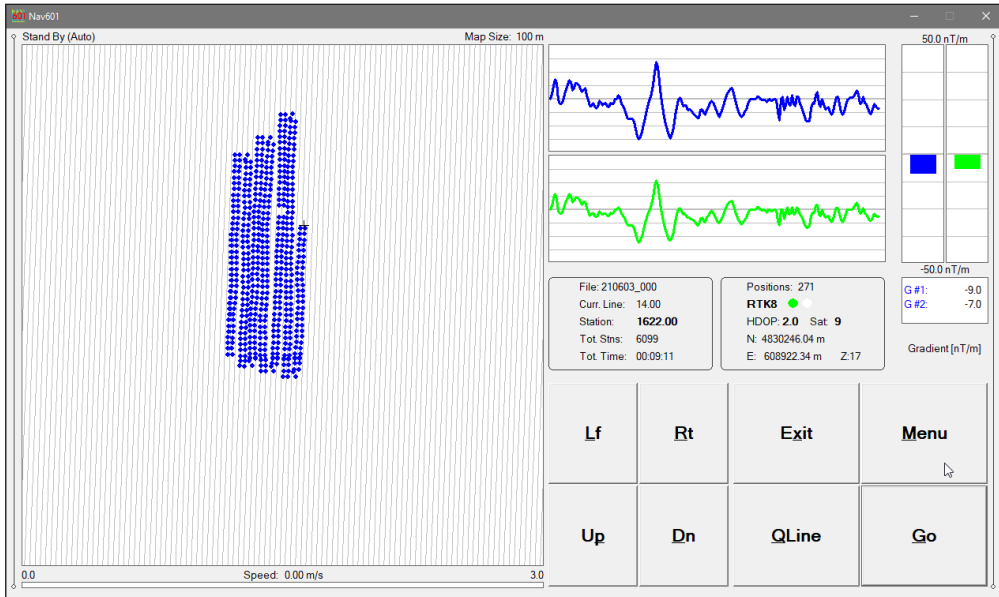 Nav601
Stand By (Auto)
Map Size: 100 m
50.0 nT/m
-50.0 nT/m
G #1: -9.0
G #2: -7.0
Gradient [nT/m]
File: 210603_000
Curr. Line: 14.00
Station: 1622.00
Tot. Stns: 6099
Tot. Time: 00:09:11
Positions: 271
RTK8
HDOP: 2.0 Sat: 9
N: 4830246.04 m
E: 608922.34 m Z:17
Lf
Rt
Exit
Menu
Up
Dn
QLine
Go
0.0
Speed: 0.00 m/s
3.0